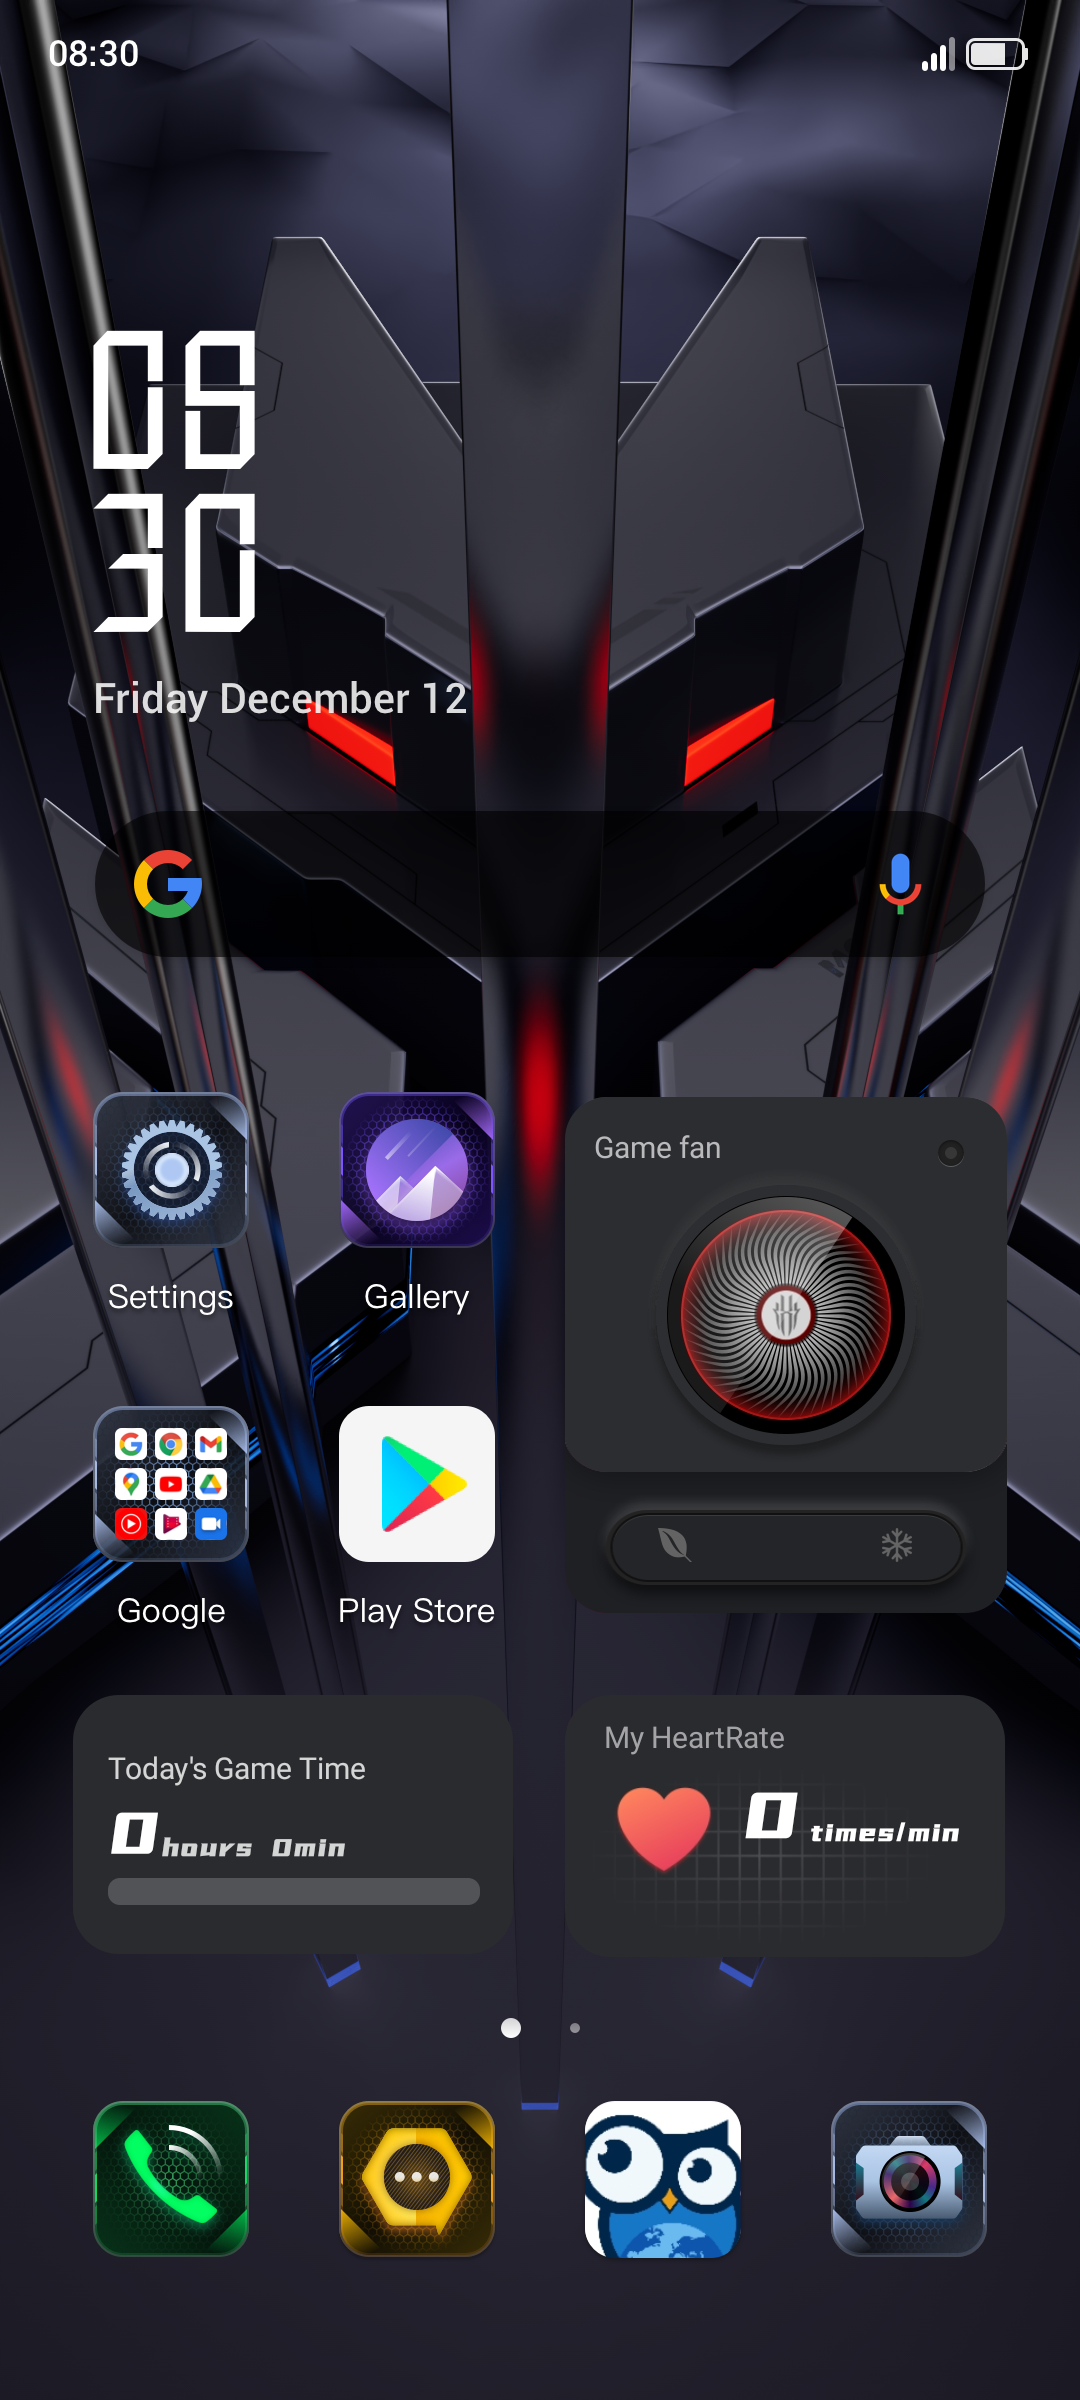 08:30
08
30
Friday December 12
Game fan
Settings
Gallery
Google
Play Store
Today's Game Time
0 hours 0min
My HeartRate
0 times/min